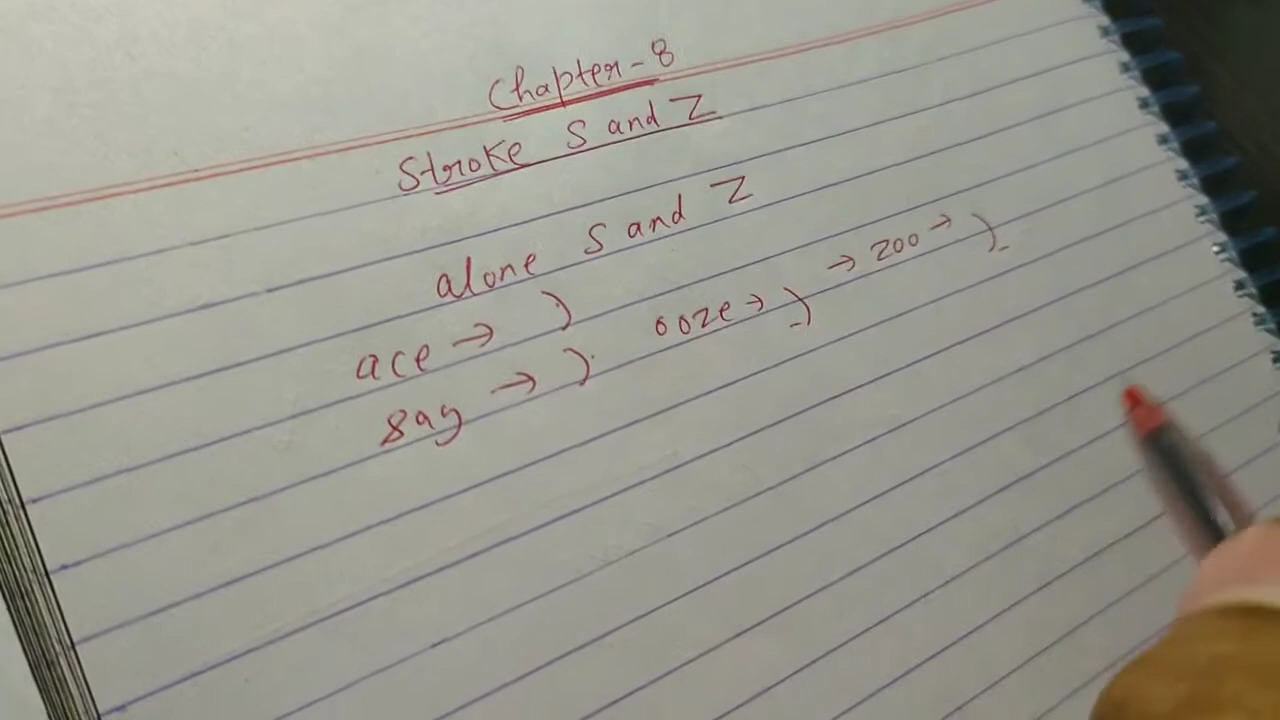 Chapter-8
Stroke S and Z
alone S and Z
ace → )
say → ) ooze → ) → zoo → )